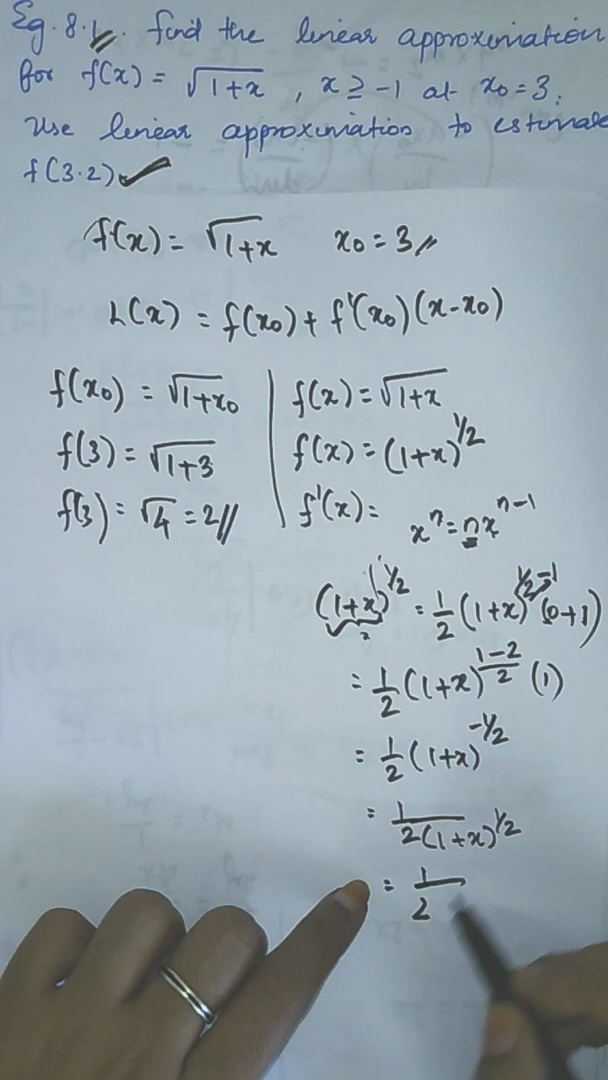 Eg. 8.1. find the linear approximation
for f(x) = √1+x , x ≥ -1 at x₀ = 3.
Use linear approximation to estimate
f(3.2)
f(x) = √1+x x₀ = 3
L(x) = f(x₀) + f'(x₀)(x-x₀)
f(x₀) = √1+x₀
f(3) = √1+3
f(3) = √4 = 2
f(x) = √1+x
f(x) = (1+x)^1/2
f'(x) =
xⁿ = nxⁿ⁻¹
(1+x)^1/2 = 1/2 (1+x)^1/2-1 (0+1)
= 1/2 (1+x)^1-2/2 (1)
= 1/2 (1+x)^-1/2
= 1/2(1+x)^1/2
= 1/2